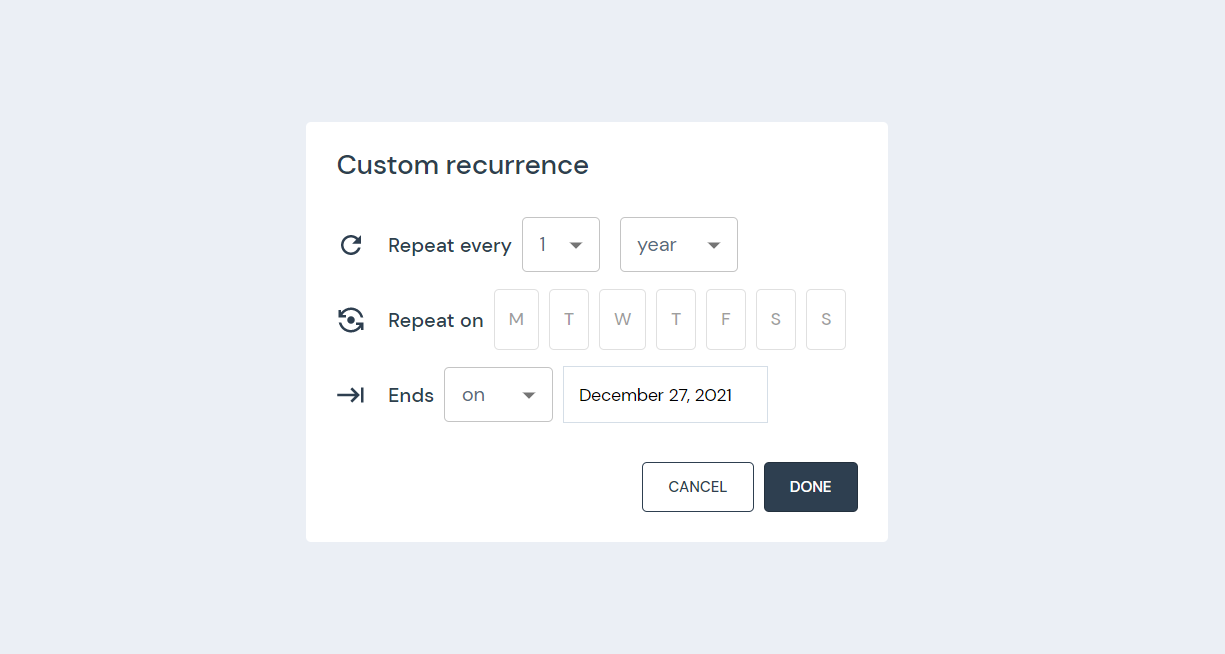 Custom recurrence
Repeat every 1 year
Repeat on M T W T F S S
Ends on December 27, 2021
CANCEL DONE